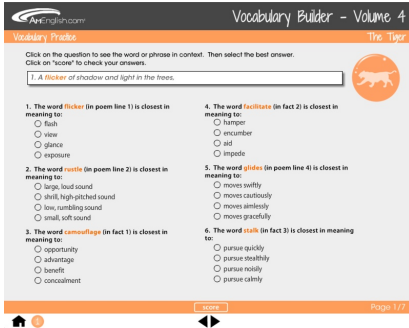 AMEnglish.com
Vocabulary Builder – Volume 4
Vocabulary Practice
The Tiger
Click on the question to see the word or phrase in context. Then select the best answer.
Click on "score" to check your answers.
1. A flicker of shadow and light in the trees.
1. The word flicker (in poem line 1) is closest in
meaning to:
flash
view
glance
exposure
2. The word rustle (in poem line 2) is closest in
meaning to:
large, loud sound
shrill, high-pitched sound
low, rumbling sound
small, soft sound
3. The word camouflage (in fact 1) is closest in
meaning to:
opportunity
advantage
benefit
concealment
4. The word facilitate (in fact 2) is closest in
meaning to:
hamper
encumber
aid
impede
5. The word glides (in poem line 4) is closest in
meaning to:
moves swiftly
moves cautiously
moves aimlessly
moves gracefully
6. The word stalk (in fact 3) is closest in meaning
to:
pursue quickly
pursue stealthily
pursue noisily
pursue calmly
score
Page 1/7